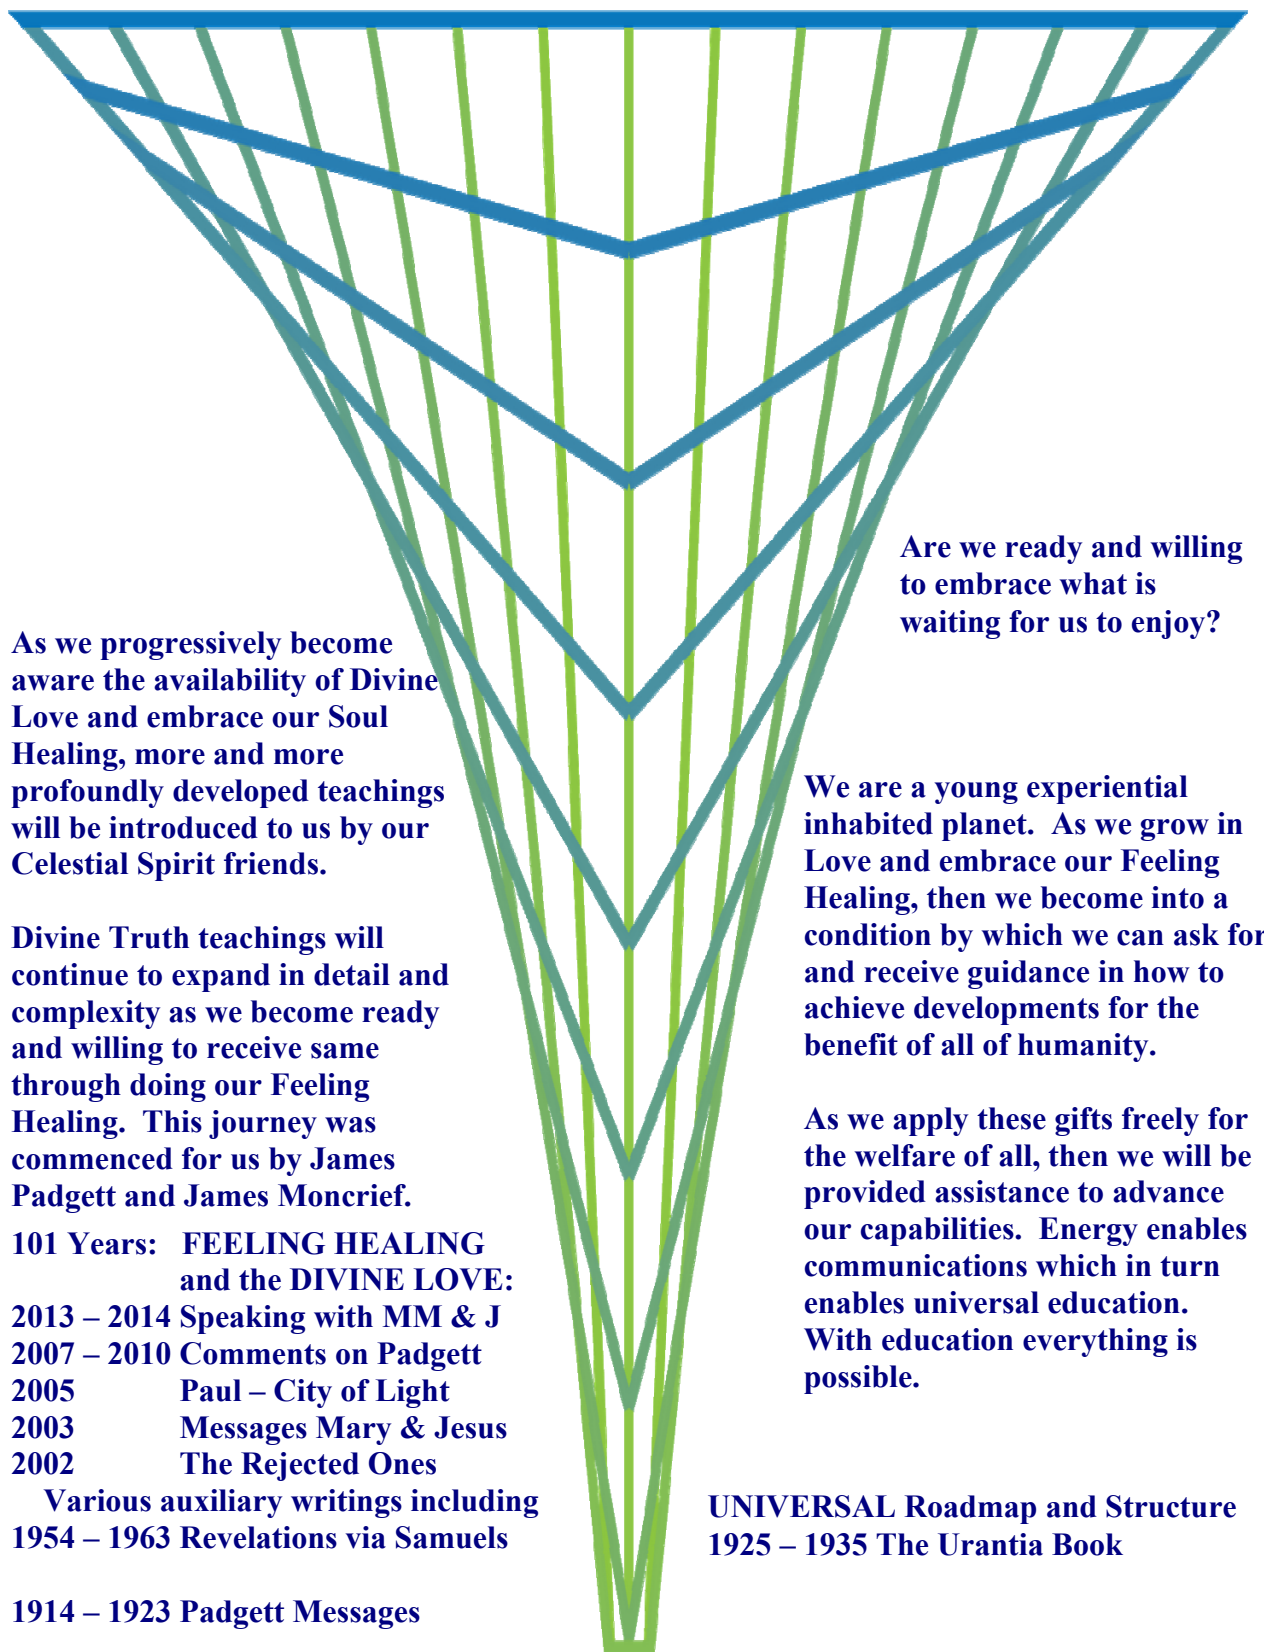 Are we ready and willing
to embrace what is
waiting for us to enjoy?
As we progressively become
aware the availability of Divine
Love and embrace our Soul
Healing, more and more
profoundly developed teachings
will be introduced to us by our
Celestial Spirit friends.
Divine Truth teachings will
continue to expand in detail and
complexity as we become ready
and willing to receive same
through doing our Feeling
Healing.  This journey was
commenced for us by James
Padgett and James Moncrief.
101 Years:   FEELING HEALING
and the DIVINE LOVE:
2013 – 2014 Speaking with MM & J
2007 – 2010 Comments on Padgett
2005 Paul – City of Light
2003 Messages Mary & Jesus
2002 The Rejected Ones
Various auxiliary writings including
1954 – 1963 Revelations via Samuels
1914 – 1923 Padgett Messages
We are a young experiential
inhabited planet.  As we grow in
Love and embrace our Feeling
Healing, then we become into a
condition by which we can ask for
and receive guidance in how to
achieve developments for the
benefit of all of humanity.
As we apply these gifts freely for
the welfare of all, then we will be
provided assistance to advance
our capabilities.  Energy enables
communications which in turn
enables universal education.
With education everything is
possible.
UNIVERSAL Roadmap and Structure
1925 – 1935 The Urantia Book